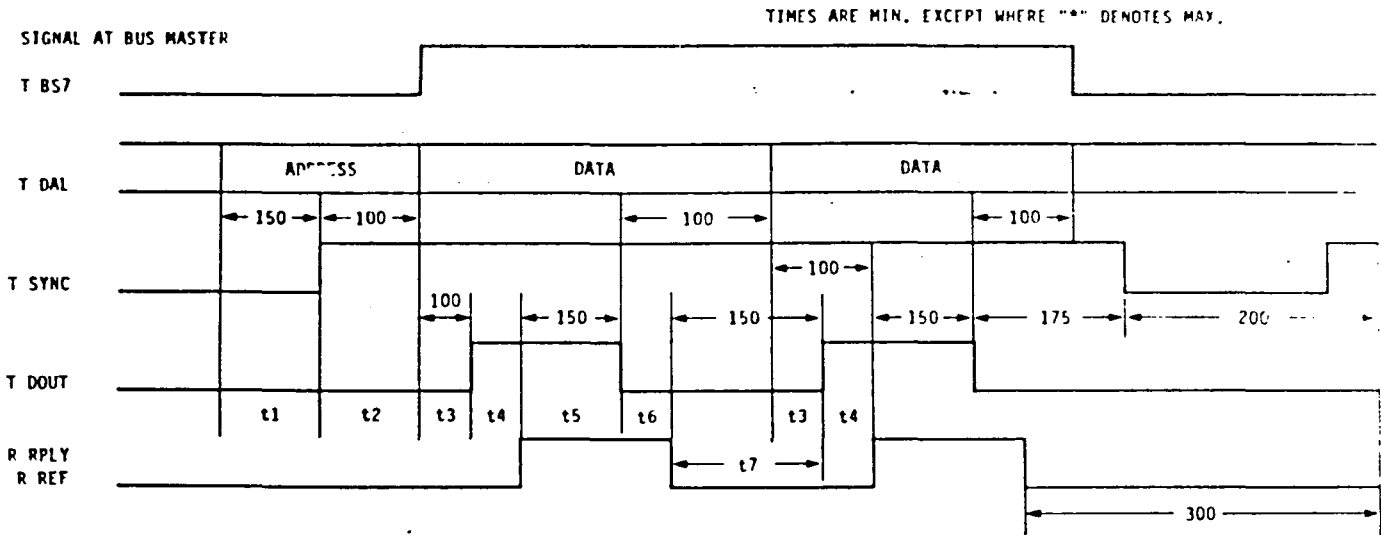 TIMES ARE MIN. EXCEPT WHERE "*" DENOTES MAX.
SIGNAL AT BUS MASTER
T BS7
ADDRESS DATA DATA
T DAL
150 100 100 100
100
T SYNC
100
150 150 150 175 200
T DOUT
t1 t2 t3 t4 t5 t6 t3 t4
R RPLY
t7
R REF
300